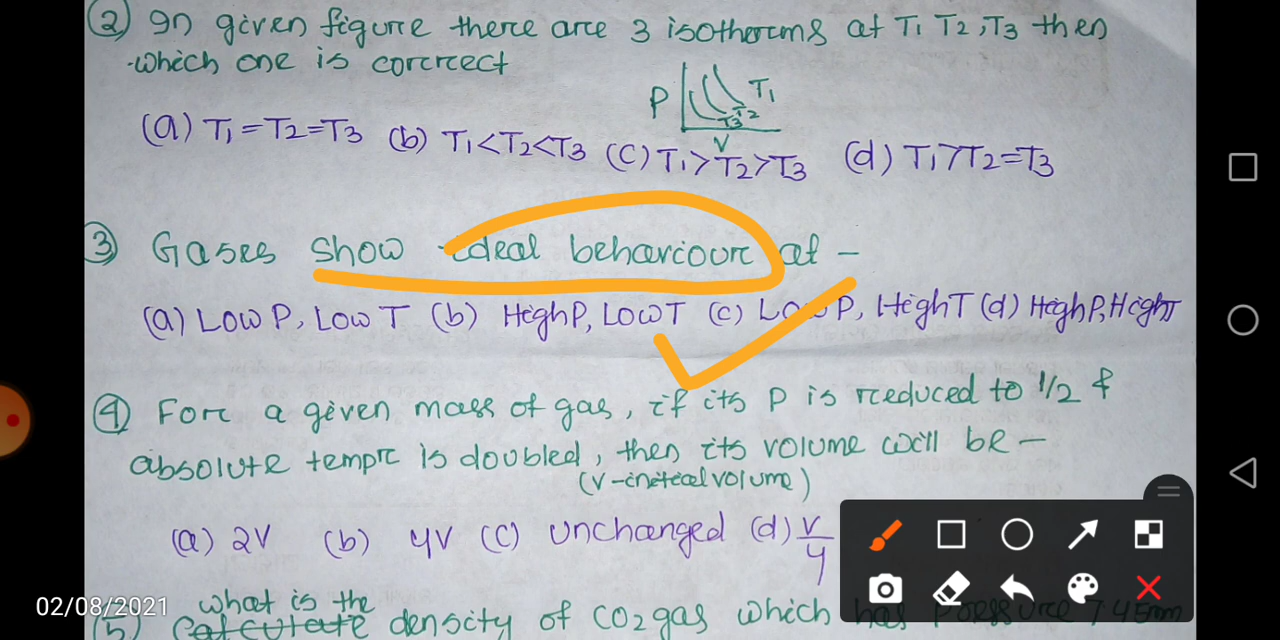 (2) In given figure there are 3 isotherms at T1 T2, T3 then
which one is correct
P T1
T3 T2
V
(a) T1=T2=T3 (b) T1<T2<T3 (c) T1>T2>T3 (d) T1>T2=T3
(3) Gases show ideal behaviour at -
(a) Low P, Low T (b) High P, Low T (c) Low P, High T (d) High P, High T
(4) For a given mass of gas, if its P is reduced to 1/2 &
absolute tempr is doubled, then its volume will be -
(V-initial volume)
(a) 2V (b) 4V (c) Unchanged (d) V/4
what is the
(5) Calculate density of CO2 gas which has pressure 745mm
02/08/2021